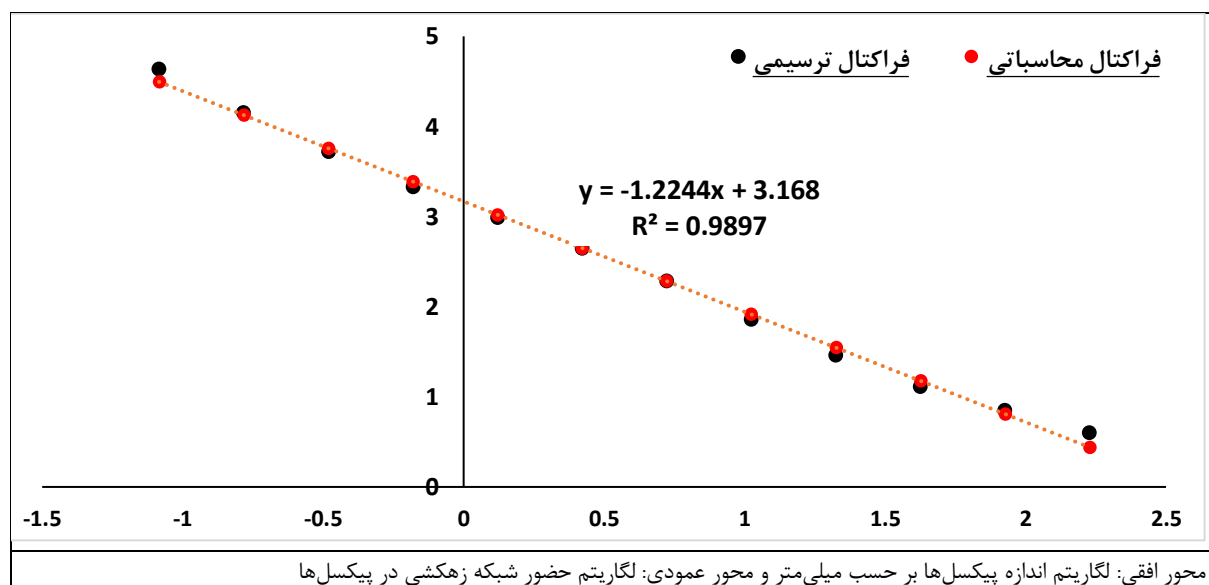 5
فراکتال محاسباتی
فراکتال ترسیمی
4
y = -1.2244x + 3.168
R² = 0.9897
3
2
1
0
-1.5 -1 -0.5 0 0.5 1 1.5 2 2.5
محور افقی: لگاریتم اندازه پیکسل‌ها بر حسب میلی‌متر و محور عمودی: لگاریتم حضور شبکه زهکشی در پیکسل‌ها